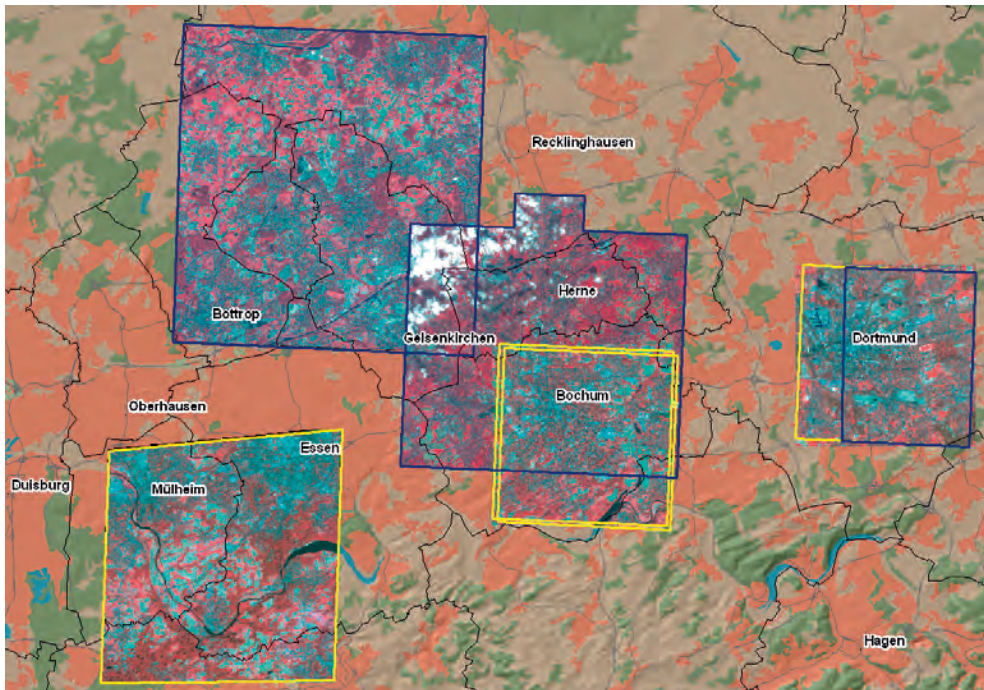 Recklinghausen
Herne
Bottrop
Gelsenkirchen
Dortmund
Bochum
Oberhausen
Essen
Duisburg
Mülheim
Hagen